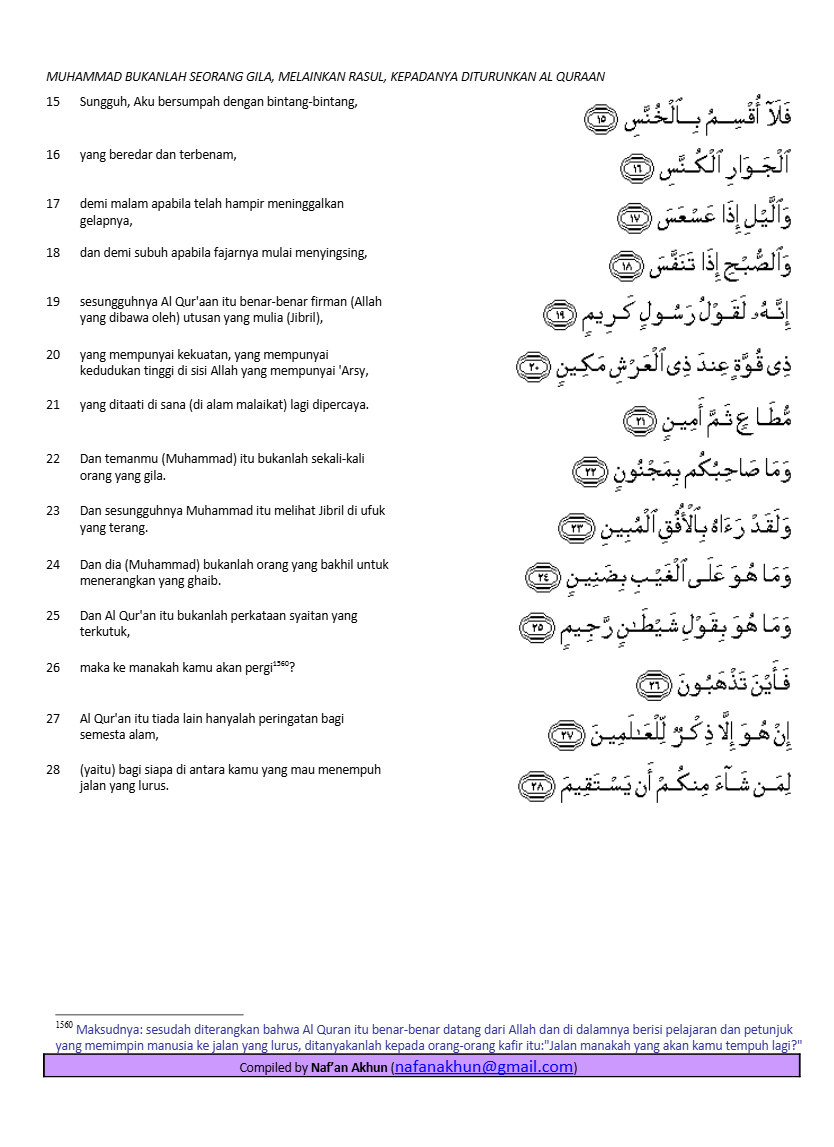 MUHAMMAD BUKANLAH SEORANG GILA, MELAINKAN RASUL, KEPADANYA DITURUNKAN AL QURAAN
15 Sungguh, Aku bersumpah dengan bintang-bintang,
فَلَآ أُقْسِمُ بِٱلْخُنَّسِ ١٥
16 yang beredar dan terbenam,
ٱلْجَوَارِ ٱلْكُنَّسِ ١٦
17 demi malam apabila telah hampir meninggalkan
gelapnya,
وَٱلَّيْلِ إِذَا عَسْعَسَ ١٧
18 dan demi subuh apabila fajarnya mulai menyingsing,
وَٱلصُّبْحِ إِذَا تَنَفَّسَ ١٨
19 sesungguhnya Al Qur'aan itu benar-benar firman (Allah
yang dibawa oleh) utusan yang mulia (Jibril),
إِنَّهُۥ لَقَوْلُ رَسُولٍ كَرِيمٍ ١٩
20 yang mempunyai kekuatan, yang mempunyai
kedudukan tinggi di sisi Allah yang mempunyai 'Arsy,
ذِى قُوَّةٍ عِندَ ذِى ٱلْعَرْشِ مَكِينٍ ٢٠
21 yang ditaati di sana (di alam malaikat) lagi dipercaya.
مُّطَاعٍ ثَمَّ أَمِينٍ ٢١
22 Dan temanmu (Muhammad) itu bukanlah sekali-kali
orang yang gila.
وَمَا صَاحِبُكُم بِمَجْنُونٍ ٢٢
23 Dan sesungguhnya Muhammad itu melihat Jibril di ufuk
yang terang.
وَلَقَدْ رَءَاهُ بِٱلْأُفُقِ ٱلْمُبِينِ ٢٣
24 Dan dia (Muhammad) bukanlah orang yang bakhil untuk
menerangkan yang ghaib.
وَمَا هُوَ عَلَى ٱلْغَيْبِ بِضَنِينٍ ٢٤
25 Dan Al Qur'an itu bukanlah perkataan syaitan yang
terkutuk,
وَمَا هُوَ بِقَوْلِ شَيْطَٰنٍ رَّجِيمٍ ٢٥
26 maka ke manakah kamu akan pergi1560?
فَأَيْنَ تَذْهَبُونَ ٢٦
27 Al Qur'an itu tiada lain hanyalah peringatan bagi
semesta alam,
إِنْ هُوَ إِلَّا ذِكْرٌ لِّلْعَٰلَمِينَ ٢٧
28 (yaitu) bagi siapa di antara kamu yang mau menempuh
jalan yang lurus.
لِمَن شَآءَ مِنكُمْ أَن يَسْتَقِيمَ ٢٨
1560 Maksudnya: sesudah diterangkan bahwa Al Quran itu benar-benar datang dari Allah dan di dalamnya berisi pelajaran dan petunjuk
yang memimpin manusia ke jalan yang lurus, ditanyakanlah kepada orang-orang kafir itu:"Jalan manakah yang akan kamu tempuh lagi?"
Compiled by Naf'an Akhun (nafanakhun@gmail.com)